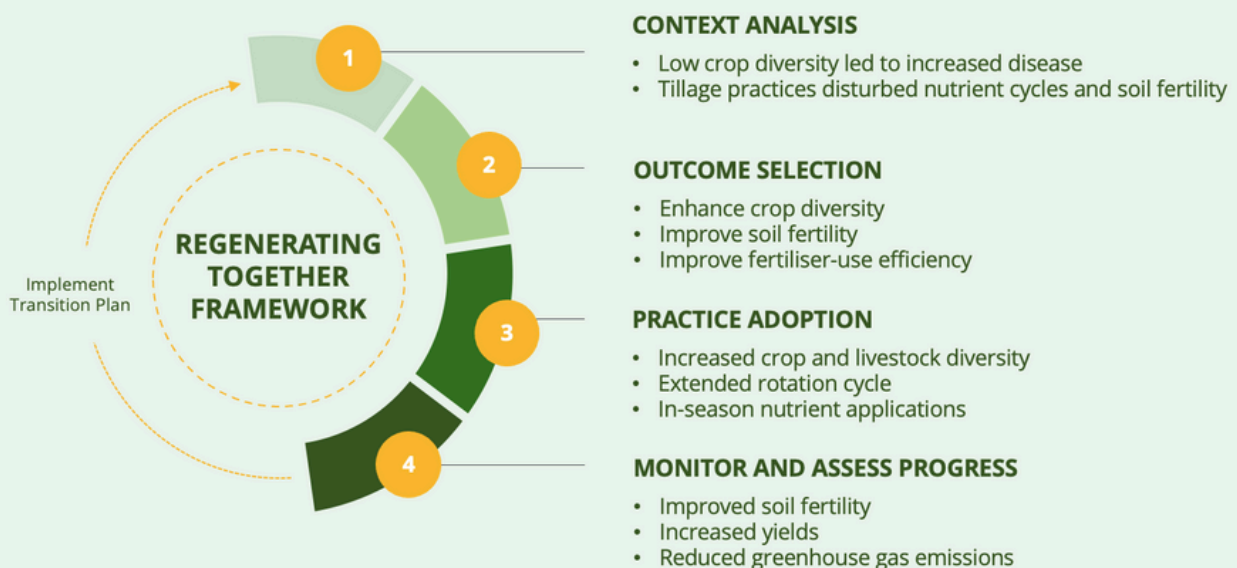 CONTEXT ANALYSIS
• Low crop diversity led to increased disease
• Tillage practices disturbed nutrient cycles and soil fertility
OUTCOME SELECTION
• Enhance crop diversity
• Improve soil fertility
• Improve fertiliser-use efficiency
PRACTICE ADOPTION
• Increased crop and livestock diversity
• Extended rotation cycle
• In-season nutrient applications
MONITOR AND ASSESS PROGRESS
• Improved soil fertility
• Increased yields
• Reduced greenhouse gas emissions
1
2
3
4
REGENERATING
TOGETHER
FRAMEWORK
Implement
Transition Plan